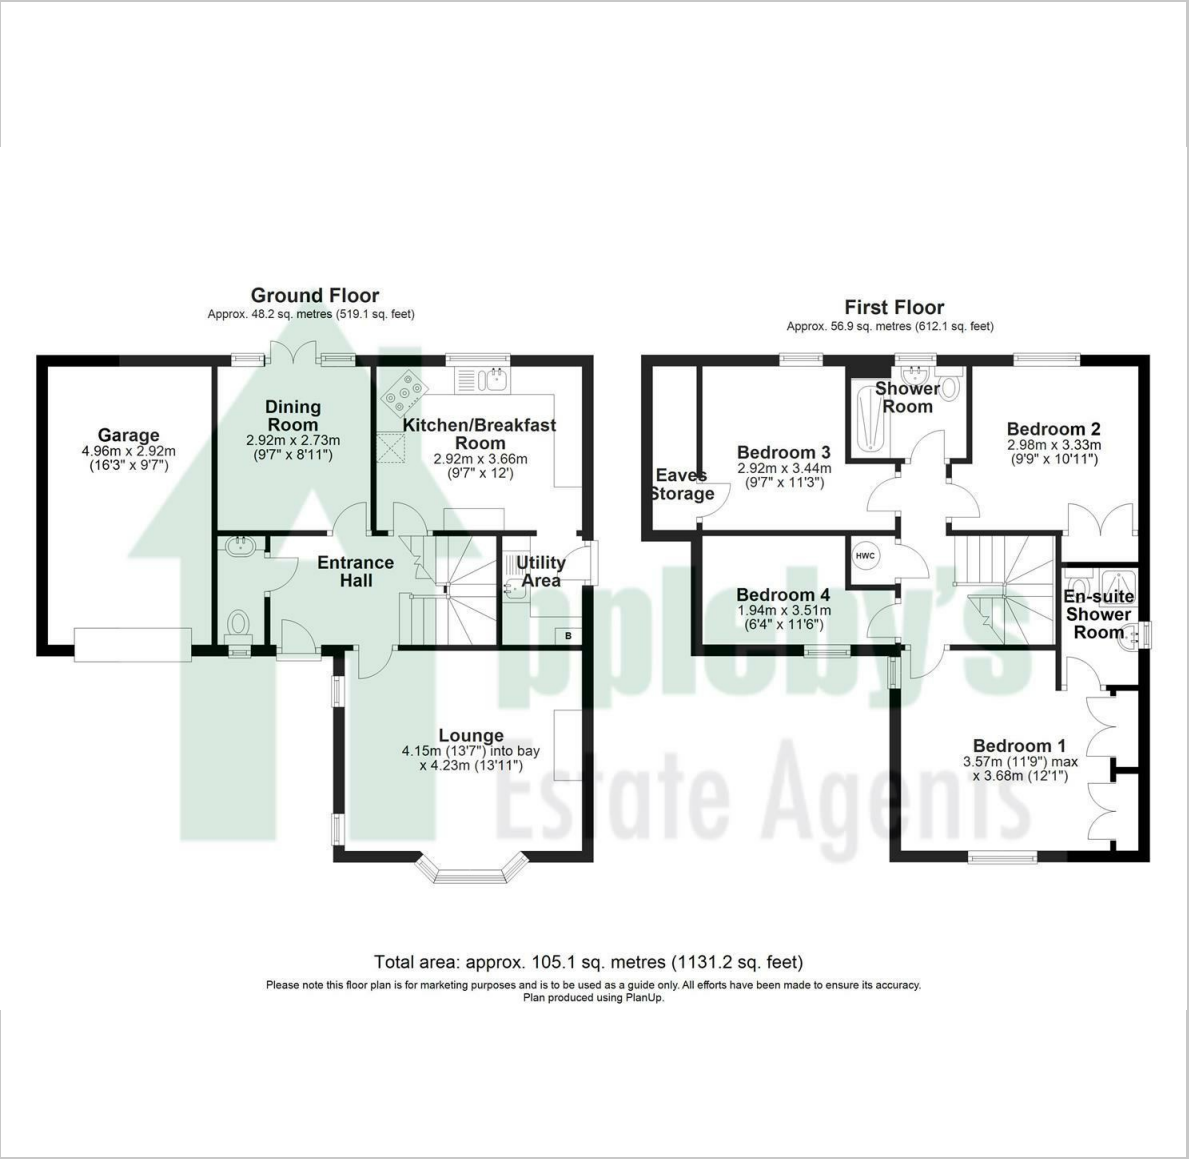 Ground Floor
Approx. 48.2 sq. metres (519.1 sq. feet)
Garage
4.96m x 2.92m
(16'3" x 9'7")
Dining
Room
2.92m x 2.73m
(9'7" x 8'11")
Kitchen/Breakfast
Room
2.92m x 3.66m
(9'7" x 12')
Entrance
Hall
Utility
Area
B
Lounge
4.15m (13'7") into bay
x 4.23m (13'11")
First Floor
Approx. 56.9 sq. metres (612.1 sq. feet)
Eaves
Storage
Bedroom 3
2.92m x 3.44m
(9'7" x 11'3")
Shower
Room
Bedroom 2
2.98m x 3.33m
(9'9" x 10'11")
HWC
Bedroom 4
1.94m x 3.51m
(6'4" x 11'6")
En-suite
Shower
Room
Bedroom 1
3.57m (11'9") max
x 3.68m (12'1")
Appleby's
Estate Agents
Total area: approx. 105.1 sq. metres (1131.2 sq. feet)
Please note this floor plan is for marketing purposes and is to be used as a guide only. All efforts have been made to ensure its accuracy.
Plan produced using PlanUp.